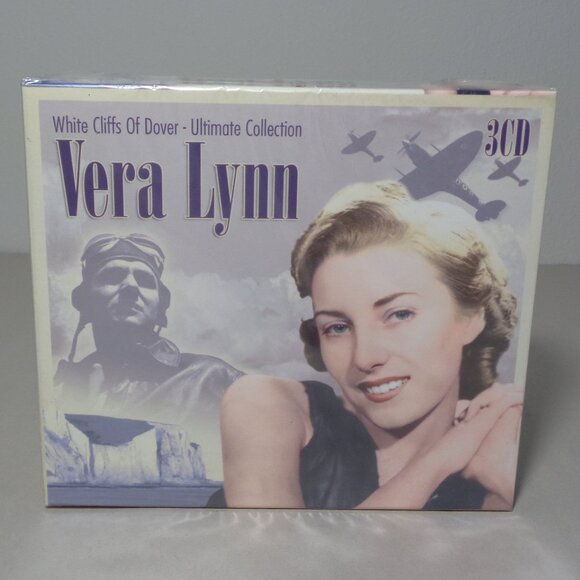 White Cliffs Of Dover - Ultimate Collection
Vera Lynn
3CD